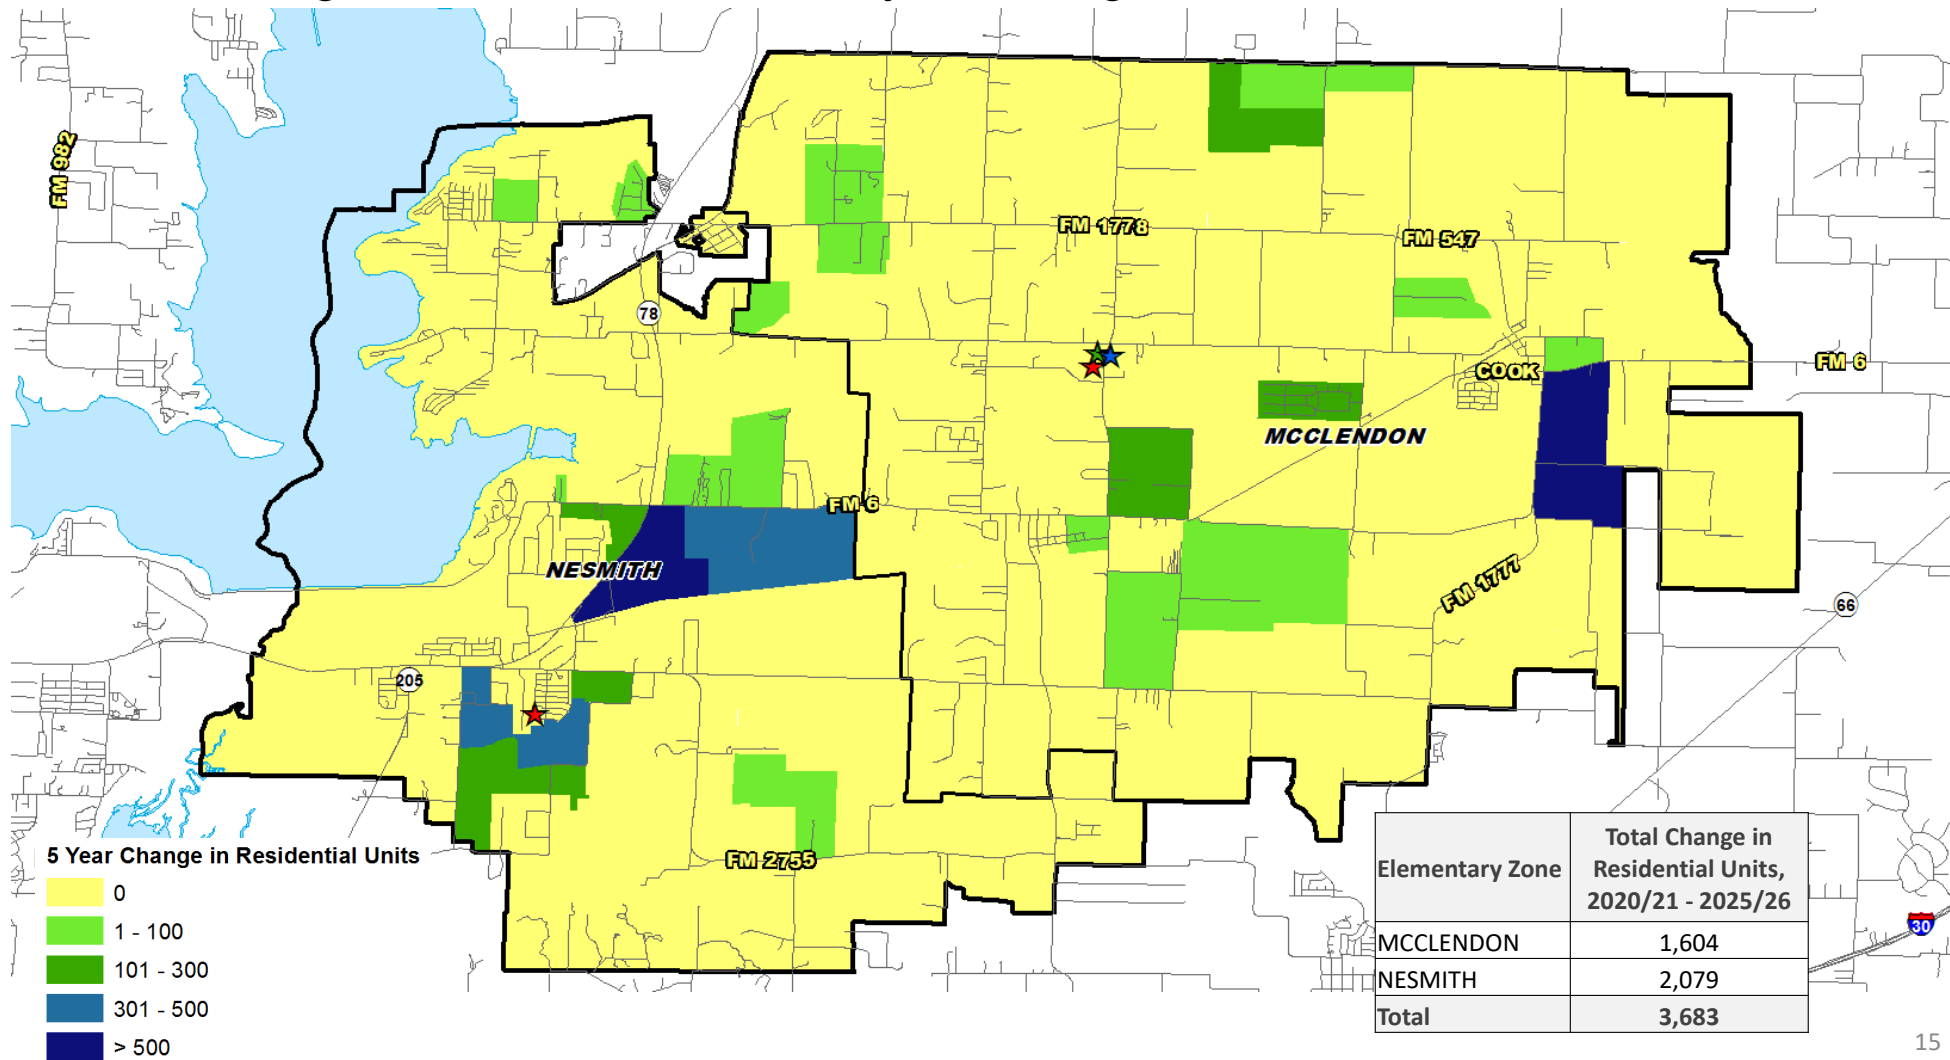 FM 982
FM 1778
FM 547
78
FM 6
COOK
MCCLENDON
FM 6
NESMITH
FM 1777
66
205
FM 2755
30
5 Year Change in Residential Units
0
1 - 100
101 - 300
301 - 500
> 500
Elementary Zone
Total Change in
Residential Units,
2020/21 - 2025/26
MCCLENDON 1,604
NESMITH 2,079
Total 3,683
15